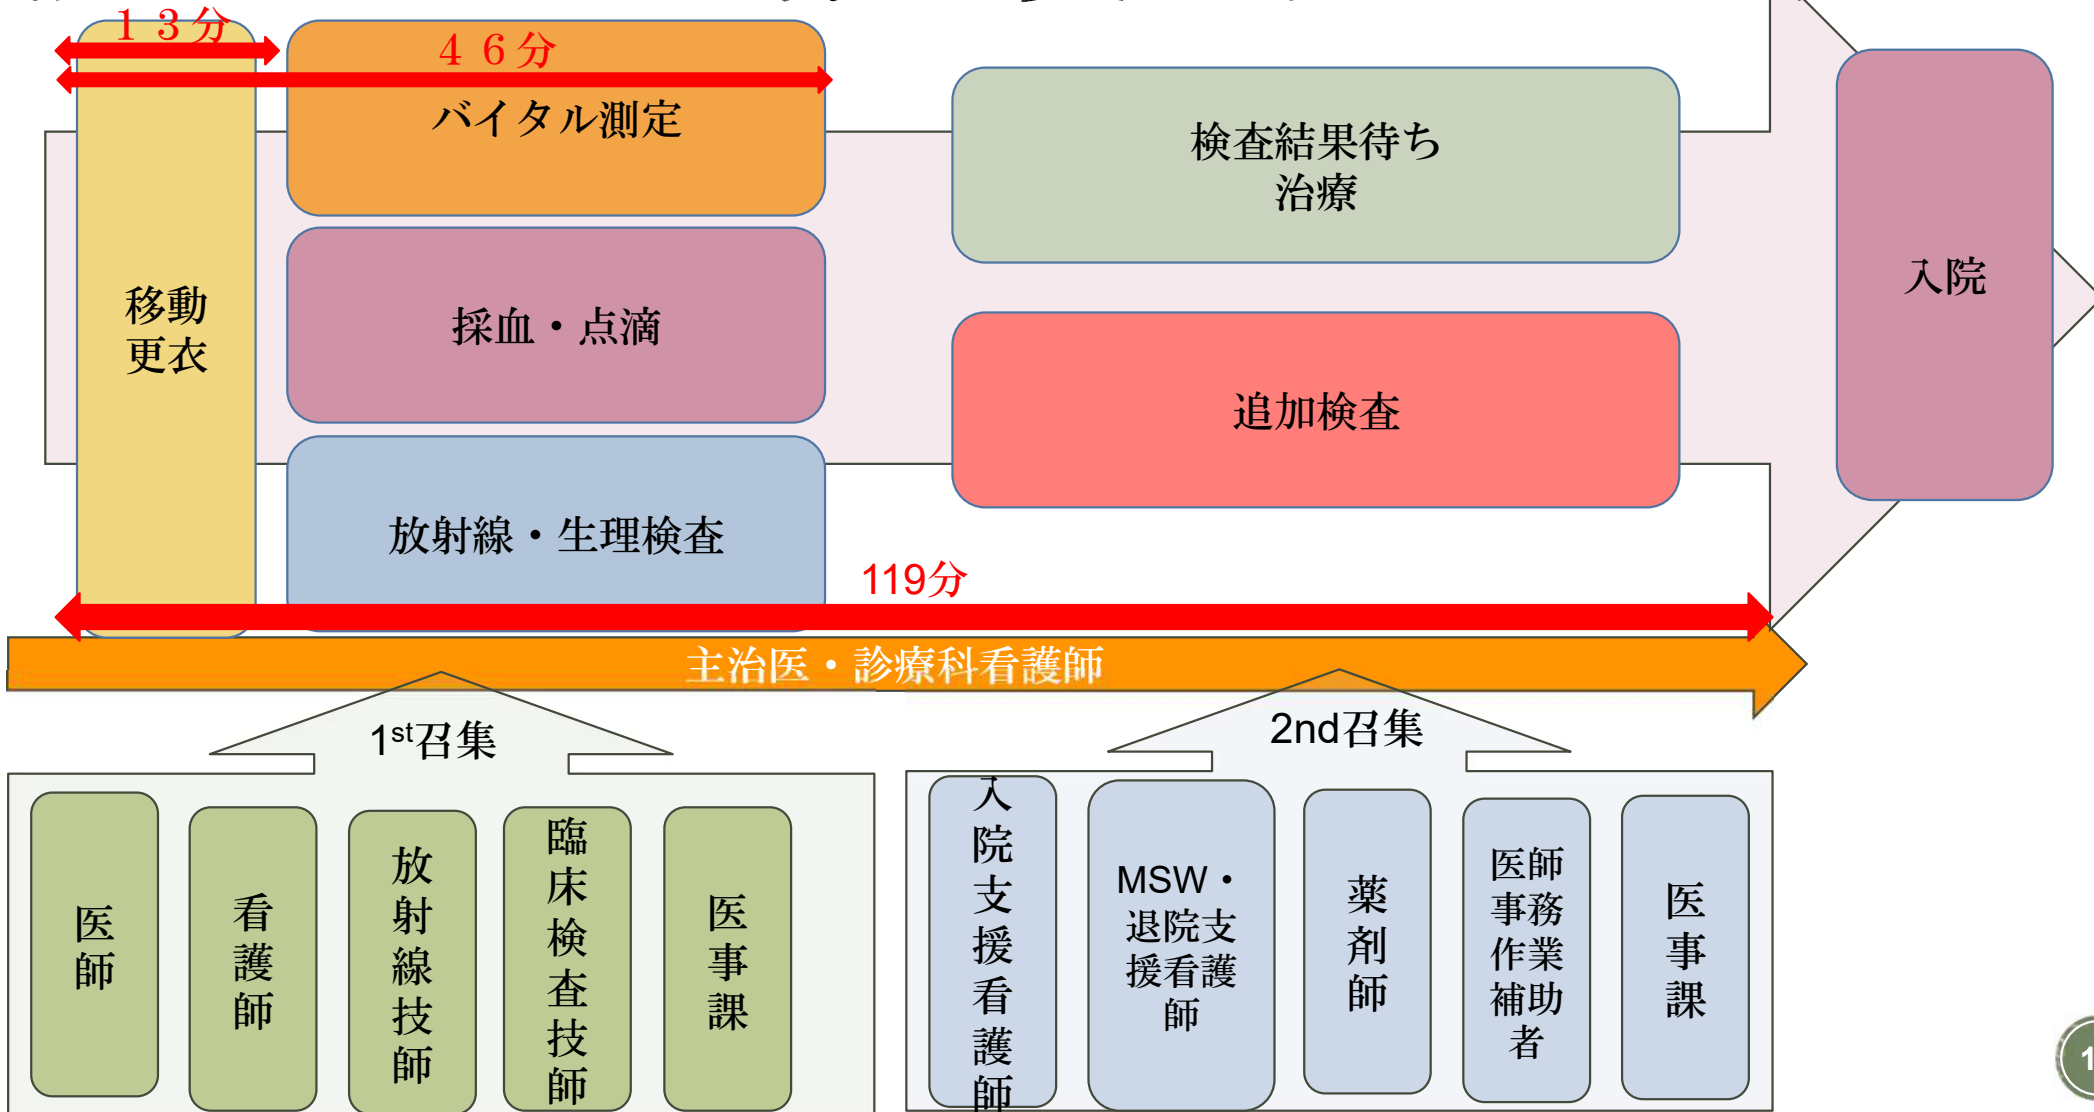 １３分
４６分
バイタル測定
検査結果待ち
治療
入院
移動
更衣
採血・点滴
追加検査
放射線・生理検査
119分
主治医・診療科看護師
1st召集
2nd召集
医師
看護師
放射線技師
臨床検査技師
医事課
入院支援看護師
MSW・
退院支
援看護
師
薬剤師
医師
事務
作業
補助
者
医事課